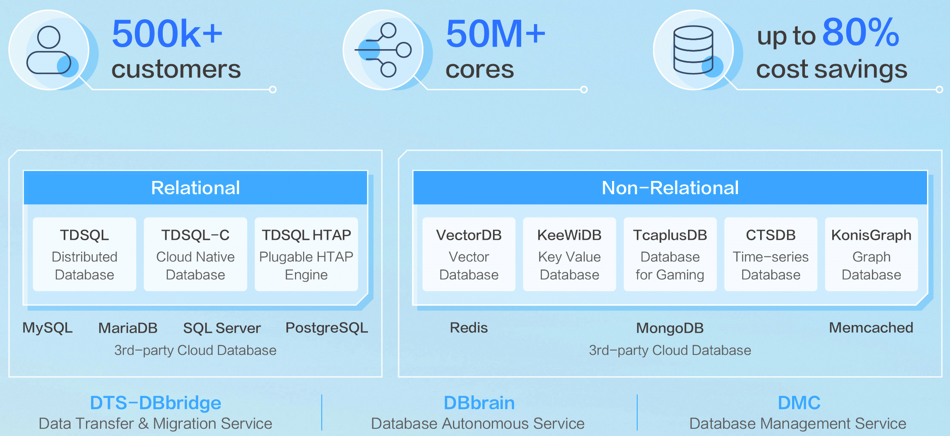 500k+
customers
50M+
cores
up to 80%
cost savings
Relational
TDSQL
Distributed
Database
TDSQL-C
Cloud Native
Database
TDSQL HTAP
Plugable HTAP
Engine
MySQL MariaDB SQL Server PostgreSQL
3rd-party Cloud Database
Non-Relational
VectorDB
Vector
Database
KeeWiDB
Key Value
Database
TcaplusDB
Database
for Gaming
CTSDB
Time-series
Database
KonisGraph
Graph
Database
Redis MongoDB Memcached
3rd-party Cloud Database
DTS-DBbridge
Data Transfer & Migration Service
DBbrain
Database Autonomous Service
DMC
Database Management Service